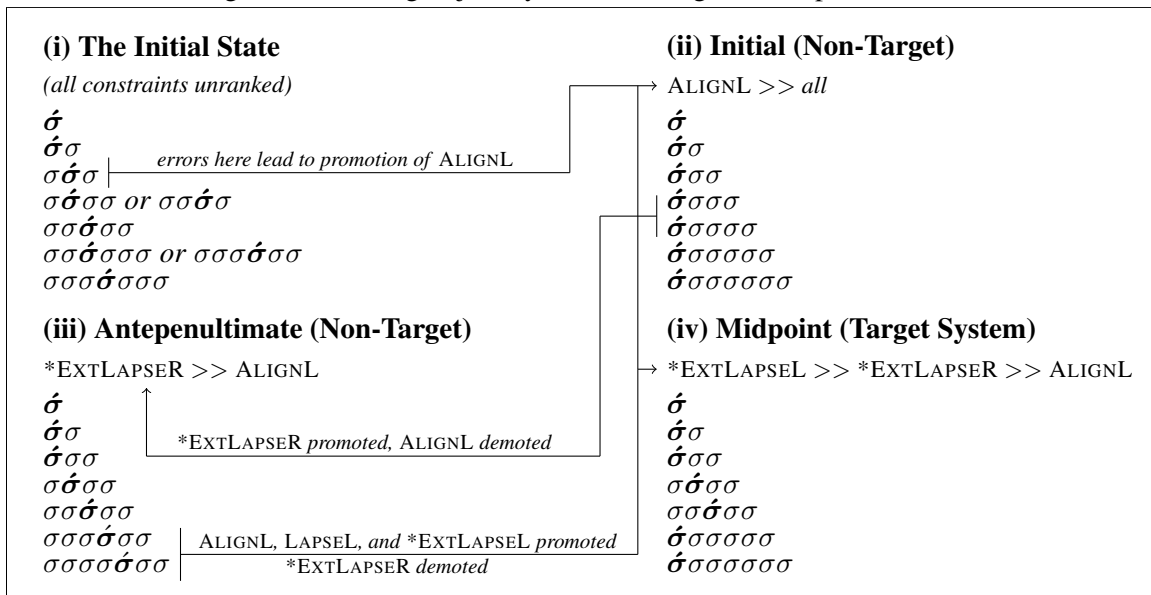 (i) The Initial State
(all constraints unranked)
σ́
σ́σ
σσ́σ
errors here lead to promotion of ALIGNL
σσ́σσ or σσσ́σ
σσσ́σσ
σσσ́σσσ or σσσσ́σσ
σσσσ́σσσ
(ii) Initial (Non-Target)
ALIGNL >> all
σ́
σ́σ
σ́σσ
σ́σσσ
σ́σσσσ
σ́σσσσσ
σ́σσσσσσ
(iii) Antepenultimate (Non-Target)
*EXTLAPSER >> ALIGNL
σ́
σ́σ
σ́σσ
*EXTLAPSER promoted, ALIGNL demoted
σσ́σσ
σσσ́σσ
σσσσ́σσ
σσσσσ́σσ
ALIGNL, LAPSEL, and *EXTLAPSEL promoted
*EXTLAPSER demoted
(iv) Midpoint (Target System)
*EXTLAPSEL >> *EXTLAPSER >> ALIGNL
σ́
σ́σ
σ́σσ
σσ́σσ
σσσ́σσ
σ́σσσσσ
σ́σσσσσσ